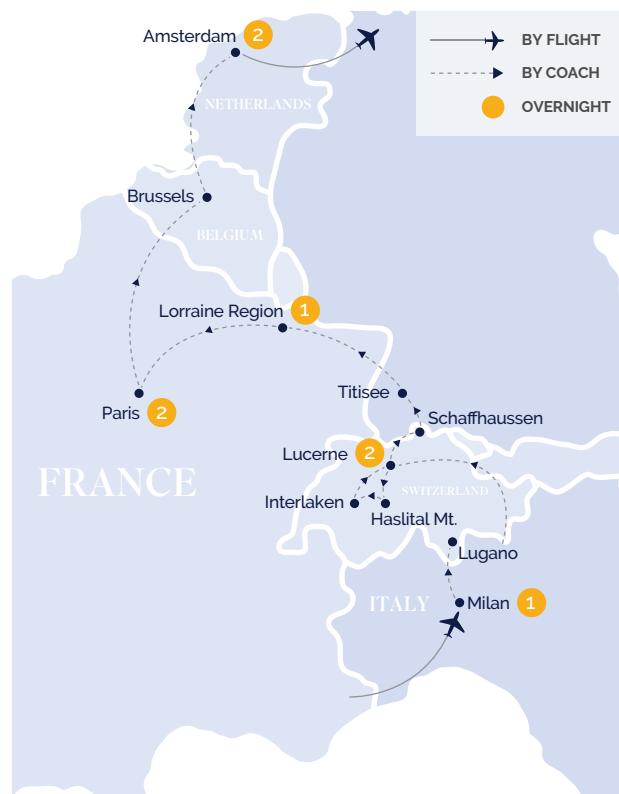 Amsterdam 2
BY FLIGHT
BY COACH
OVERNIGHT
NETHERLANDS
Brussels
BELGIUM
Lorraine Region 1
Titisee
Paris 2
Schaffhaussen
Lucerne 2
FRANCE
SWITZERLAND
Interlaken
Haslital Mt.
Lugano
ITALY
Milan 1